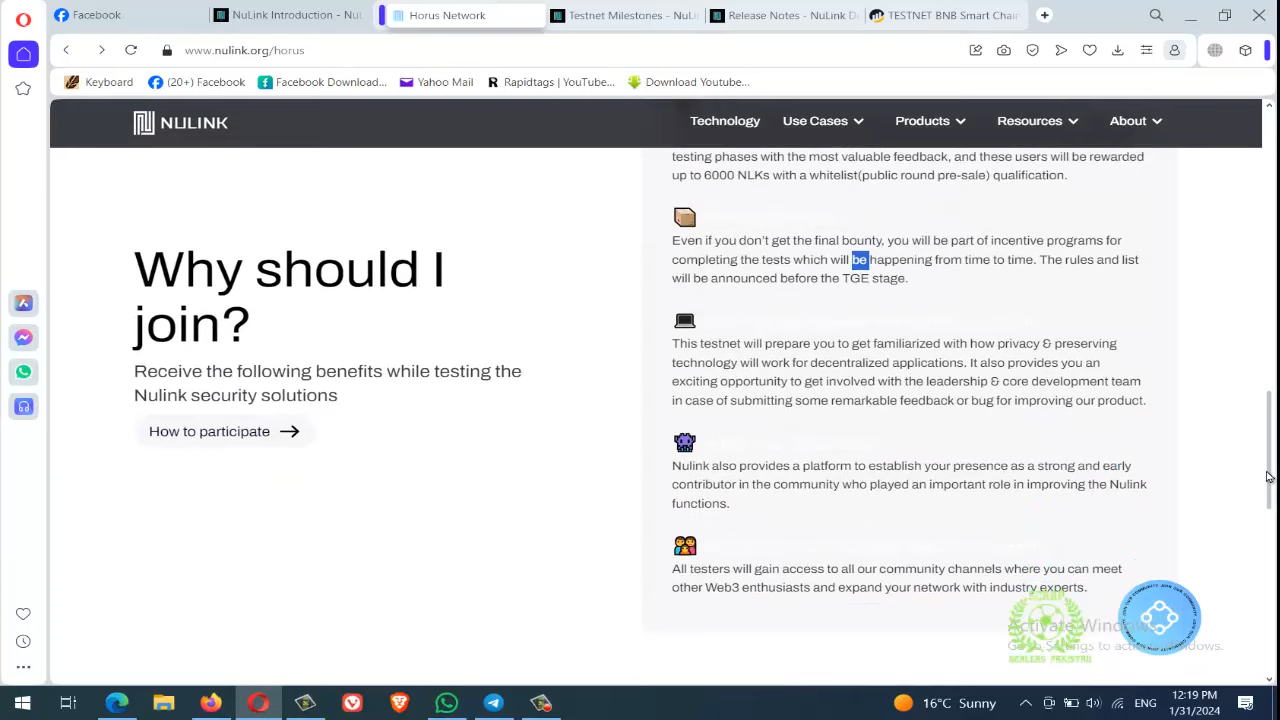 Facebook
NuLink Introduction - Nu
Horus Network
Testnet Milestones - NuLi
Release Notes - NuLink D
TESTNET BNB Smart Chain
www.nulink.org/horus
Keyboard
(20+) Facebook
Facebook Download...
Yahoo Mail
Rapidtags | YouTube...
Download Youtube...
NULINK
Technology
Use Cases
Products
Resources
About
testing phases with the most valuable feedback, and these users will be rewarded
up to 6000 NLKs with a whitelist(public round pre-sale) qualification.
Why should I
join?
Receive the following benefits while testing the
Nulink security solutions
How to participate
Even if you don't get the final bounty, you will be part of incentive programs for
completing the tests which will be happening from time to time. The rules and list
will be announced before the TGE stage.
This testnet will prepare you to get familiarized with how privacy & preserving
technology will work for decentralized applications. It also provides you an
exciting opportunity to get involved with the leadership & core development team
in case of submitting some remarkable feedback or bug for improving our product.
Nulink also provides a platform to establish your presence as a strong and early
contributor in the community who played an important role in improving the Nulink
functions.
All testers will gain access to all our community channels where you can meet
other Web3 enthusiasts and expand your network with industry experts.
Activate Windows
Go to Settings to activate Windows.
16°C Sunny
ENG
12:19 PM
1/31/2024